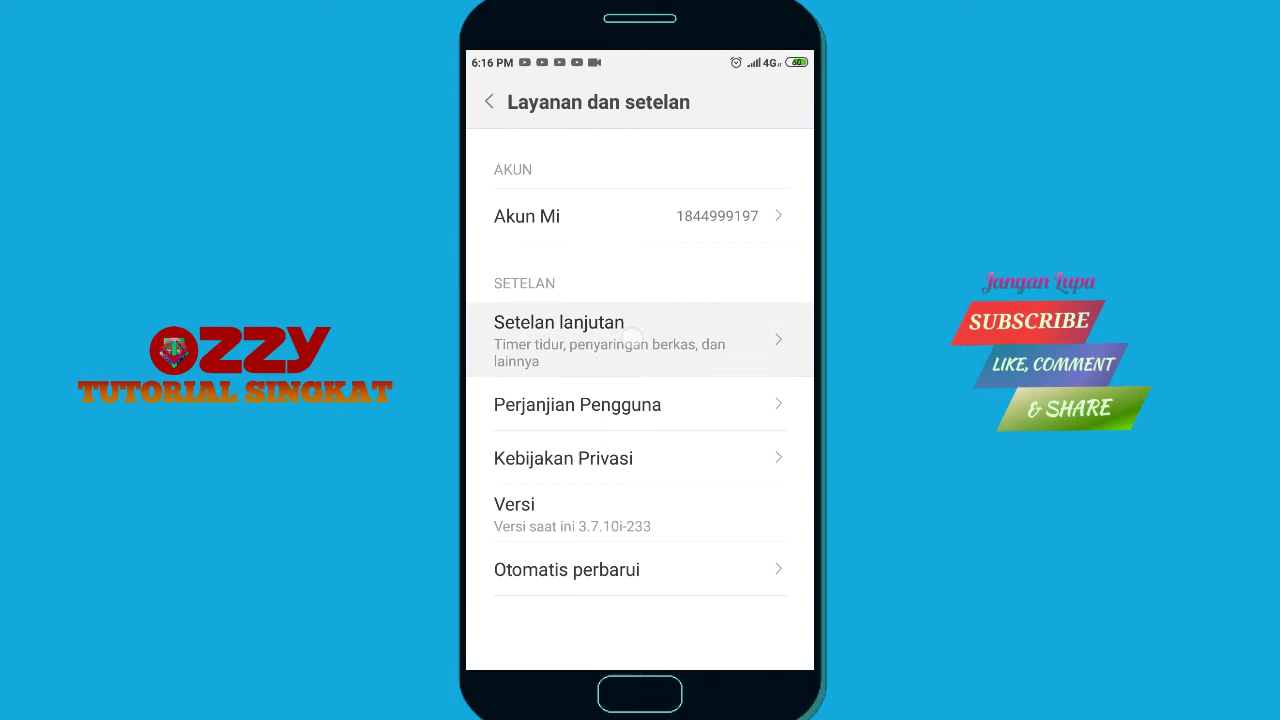 OZZY
TUTORIAL SINGKAT
6:16 PM
4G
60
Layanan dan setelan
AKUN
Akun Mi
1844999197
SETELAN
Setelan lanjutan
Timer tidur, penyaringan berkas, dan
lainnya
Perjanjian Pengguna
Kebijakan Privasi
Versi
Versi saat ini 3.7.10i-233
Otomatis perbarui
Jangan Lupa
SUBSCRIBE
LIKE, COMMENT
& SHARE